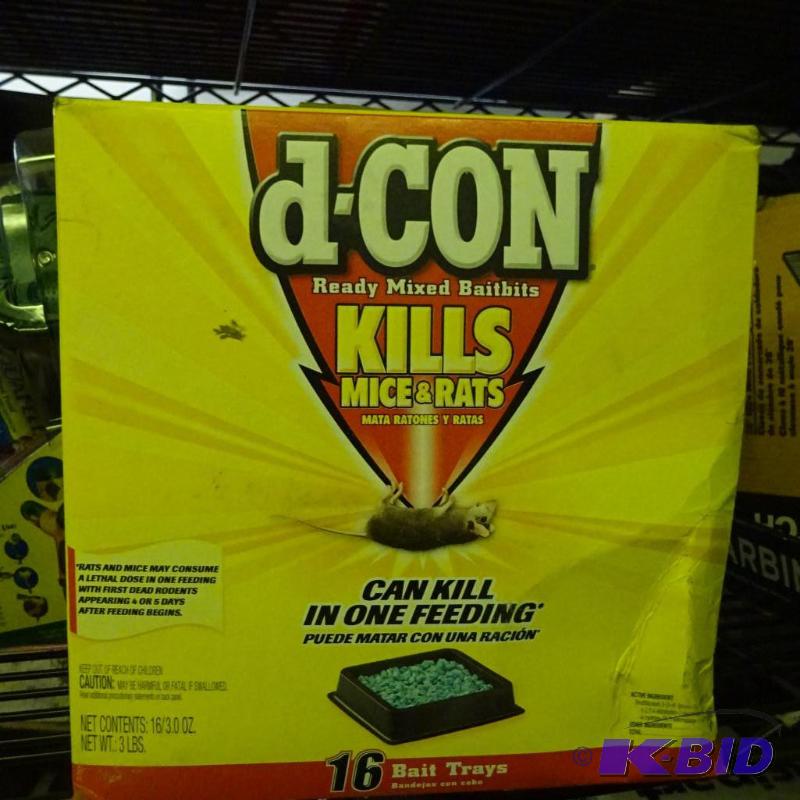 d-CON
Ready Mixed Baitbits
KILLS
MICE & RATS
MATA RATONES Y RATAS
*RATS AND MICE MAY CONSUME
A LETHAL DOSE IN ONE FEEDING
WITH FIRST DEAD RODENTS
APPEARING 4 OR 5 DAYS
AFTER FEEDING BEGINS.
CAN KILL
IN ONE FEEDING*
PUEDE MATAR CON UNA RACIÓN*
KEEP OUT OF REACH OF CHILDREN
CAUTION: MAY BE HARMFUL OR FATAL IF SWALLOWED.
NET CONTENTS: 16/3.0 OZ.
NET WT.: 3 LBS.
ACTIVE INGREDIENT
16 Bait Trays
Bandejas con cebo
© K-BID